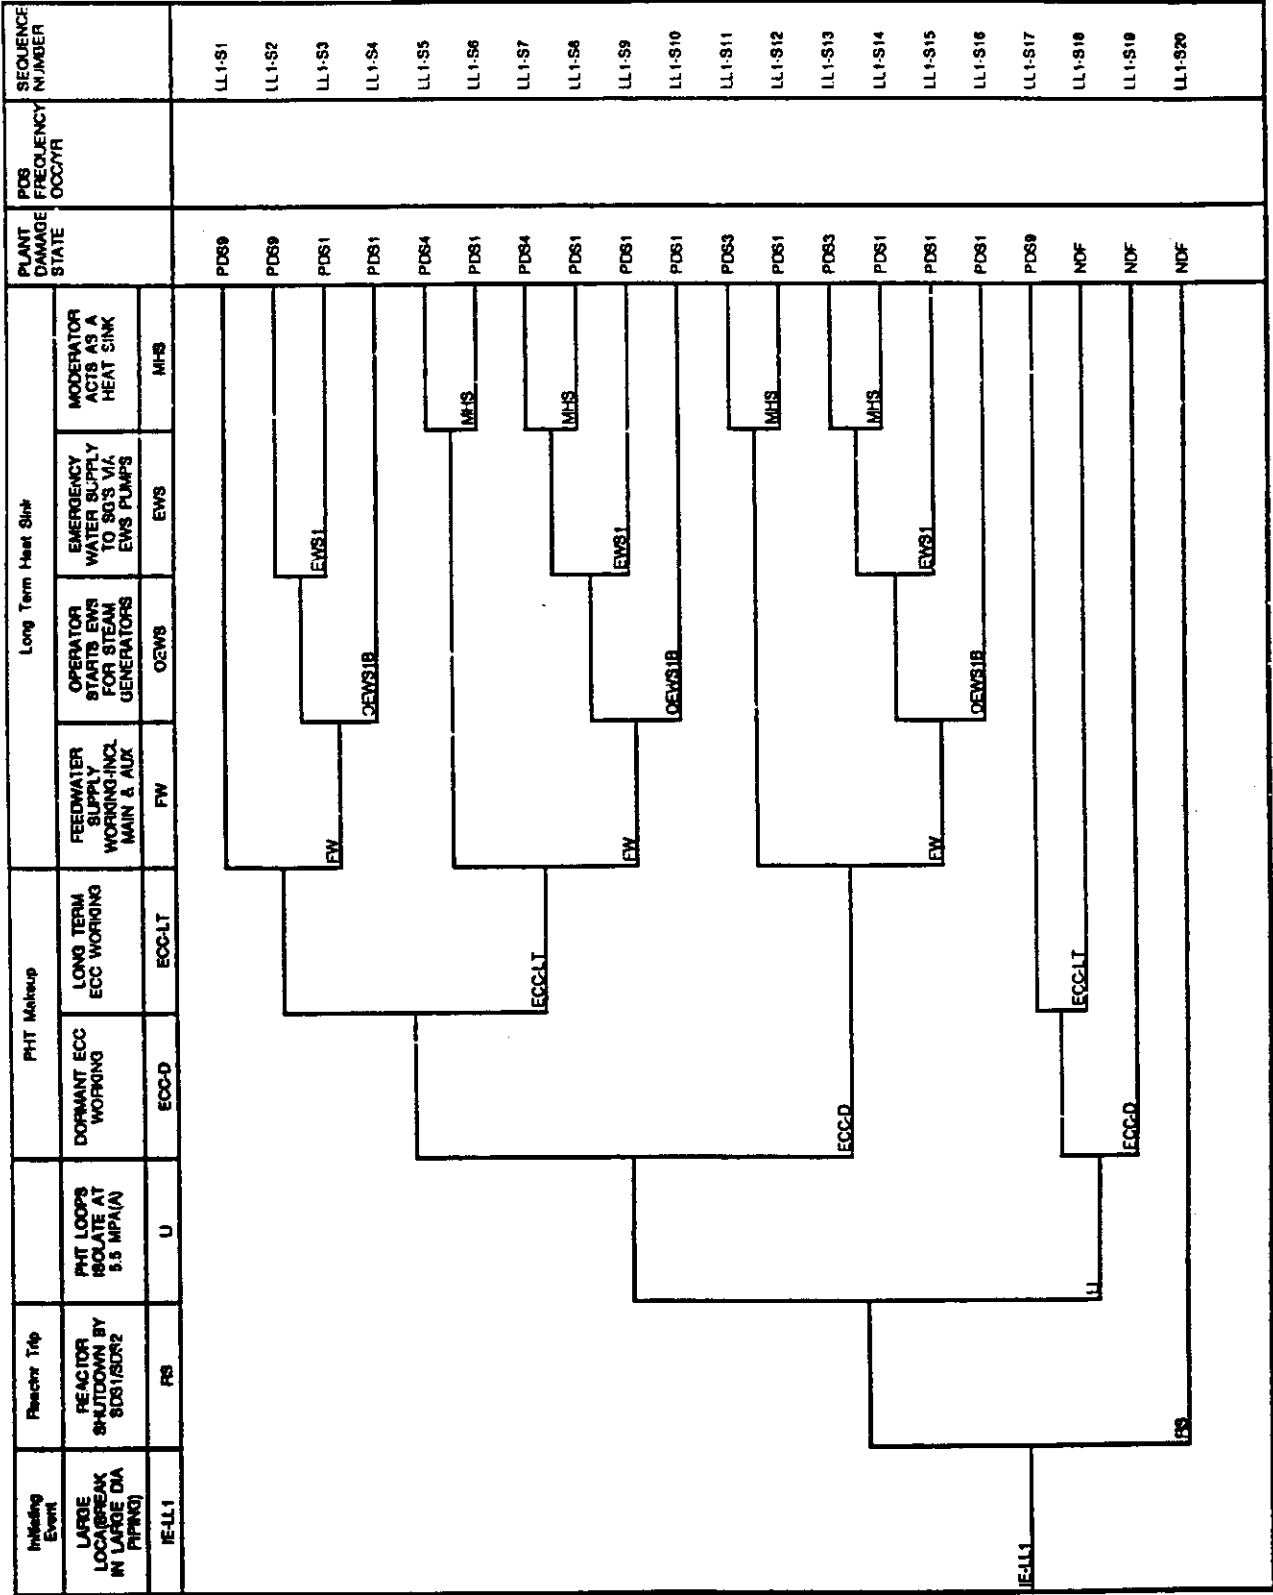 Initiating
Event
Reactor Trip
PHT Makeup
Long Term Heat Sink
PLANT
DAMAGE
STATE
PDS
FREQUENCY
OCC/YR
SEQUENCE
NUMBER
LARGE
LOCA(BREAK
IN LARGE DIA
PIPING)
REACTOR
SHUTDOWN BY
SDS1/SDS2
PHT LOOPS
ISOLATE AT
5.5 MPA(A)
DORMANT ECC
WORKING
LONG TERM
ECC WORKING
FEEDWATER
SUPPLY
WORKING-INCL
MAIN & AUX
OPERATOR
STARTS EWS
FOR STEAM
GENERATORS
EMERGENCY
WATER SUPPLY
TO SG'S VIA
EWS PUMPS
MODERATOR
ACTS AS A
HEAT SINK
IE-LL1
RS
LI
ECC-D
ECC-LT
FW
OEWS
EWS
MHS
PDS9 LL1-S1
PDS9 LL1-S2
EWS1 PDS1 LL1-S3
FW OEWS1B PDS1 LL1-S4
PDS4 LL1-S5
MHS PDS1 LL1-S6
PDS4 LL1-S7
ECC-LT MHS PDS1 LL1-S8
FW EWS1 PDS1 LL1-S9
OEWS1B PDS1 LL1-S10
PDS3 LL1-S11
MHS PDS1 LL1-S12
PDS3 LL1-S13
ECC-D MHS PDS1 LL1-S14
FW EWS1 PDS1 LL1-S15
OEWS1B PDS1 LL1-S16
IE-LL1 PDS9 LL1-S17
LI ECC-LT NDF LL1-S18
ECC-D NDF LL1-S19
RS NDF LL1-S20